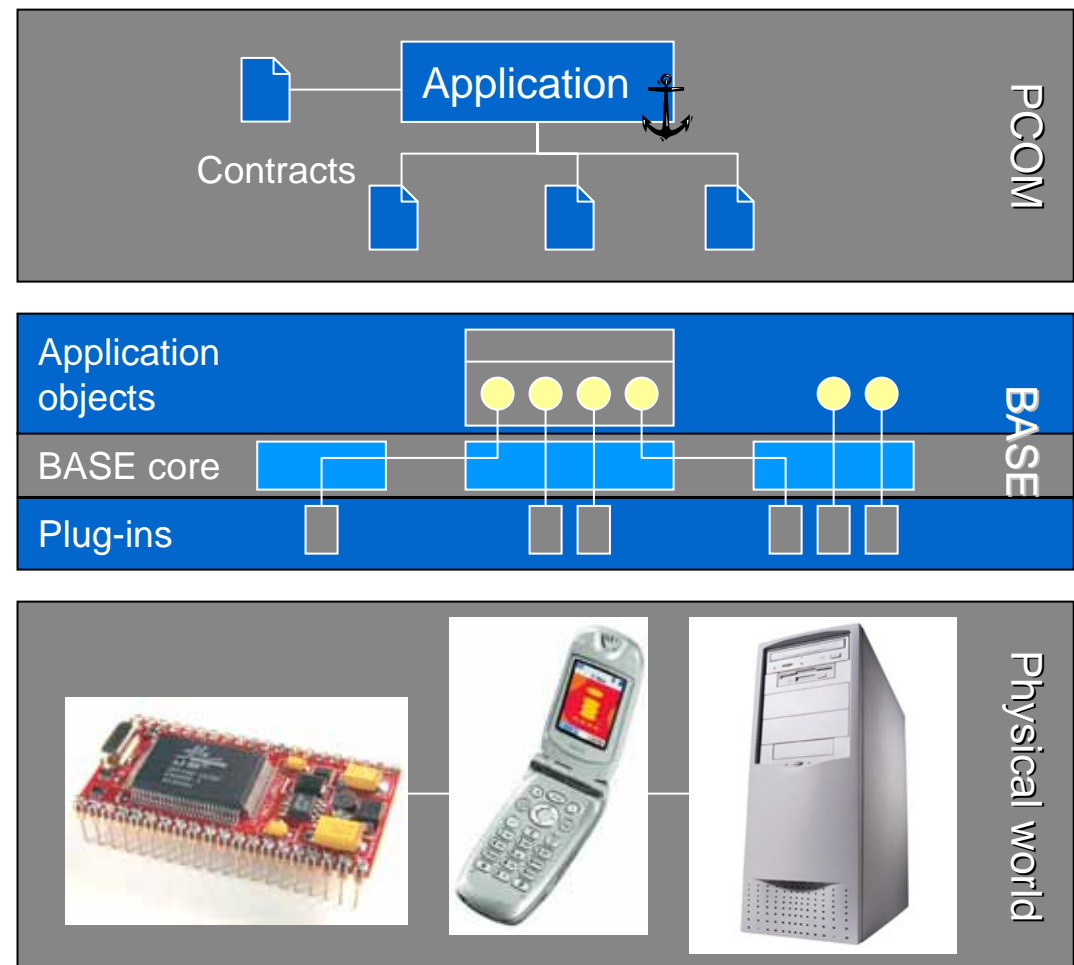 Application
Contracts
PCOM
Application
objects
BASE core
Plug-ins
BASE
Physical world